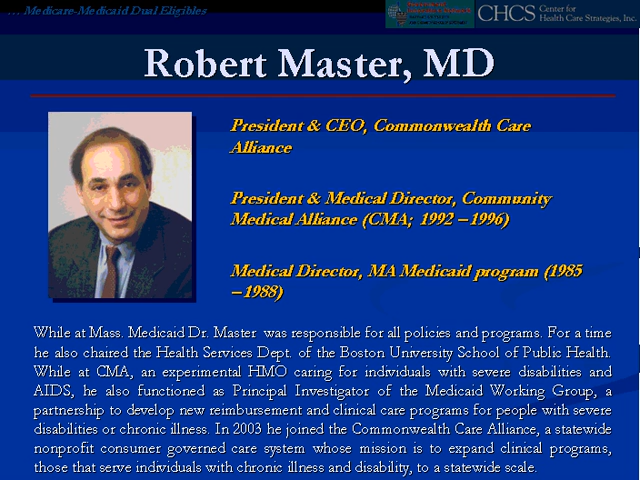 … Medicare-Medicaid Dual Eligibles
CHCS Center for
Health Care Strategies, Inc.
Robert Master, MD
President & CEO, Commonwealth Care
Alliance
President & Medical Director, Community
Medical Alliance (CMA; 1992 – 1996)
Medical Director, MA Medicaid program (1985
– 1988)
While at Mass. Medicaid Dr. Master was responsible for all policies and programs. For a time
he also chaired the Health Services Dept. of the Boston University School of Public Health.
While at CMA, an experimental HMO caring for individuals with severe disabilities and
AIDS, he also functioned as Principal Investigator of the Medicaid Working Group, a
partnership to develop new reimbursement and clinical care programs for people with severe
disabilities or chronic illness. In 2003 he joined the Commonwealth Care Alliance, a statewide
nonprofit consumer governed care system whose mission is to expand clinical programs,
those that serve individuals with chronic illness and disability, to a statewide scale.